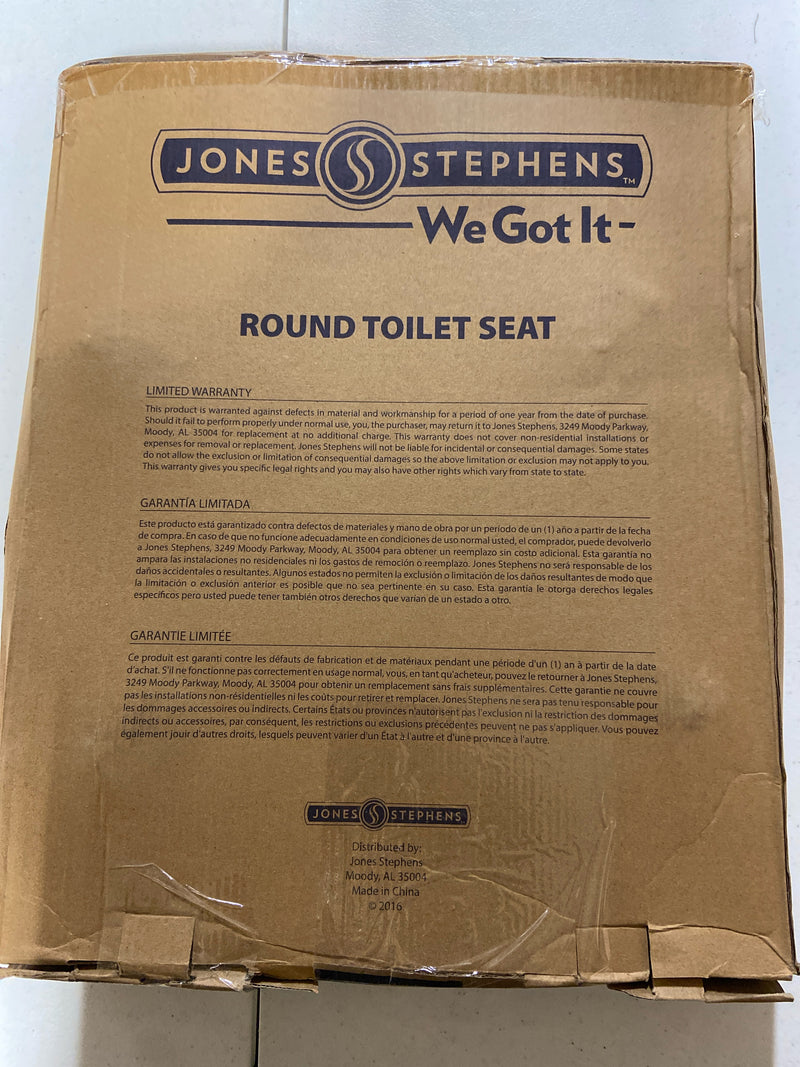 JONES STEPHENS™
We Got It
ROUND TOILET SEAT
LIMITED WARRANTY
This product is warranted against defects in material and workmanship for a period of one year from the date of purchase.
Should it fail to perform properly under normal use, you, the purchaser, may return it to Jones Stephens, 3249 Moody Parkway,
Moody, AL 35004 for replacement at no additional charge. This warranty does not cover non-residential installations or
expenses for removal or replacement. Jones Stephens will not be liable for incidental or consequential damages. Some states
do not allow the exclusion or limitation of consequential damages so the above limitation or exclusion may not apply to you.
This warranty gives you specific legal rights and you may also have other rights which vary from state to state.
GARANTÍA LIMITADA
Este producto está garantizado contra defectos de materiales y mano de obra por un periodo de un (1) año a partir de la fecha
de compra. En caso de que no funcione adecuadamente en condiciones de uso normal usted, el comprador, puede devolverlo
a Jones Stephens, 3249 Moody Parkway, Moody, AL 35004 para obtener un reemplazo sin costo adicional. Esta garantía no
ampara las instalaciones no residenciales ni los gastos de remoción o reemplazo. Jones Stephens no será responsable de los
daños accidentales o resultantes. Algunos estados no permiten la exclusión o limitación de los daños resultantes de modo que
la limitación o exclusión anterior es posible que no sea pertinente en su caso. Esta garantía le otorga derechos legales
específicos pero usted puede tener también otros derechos que varían de un estado a otro.
GARANTIE LIMITÉE
Ce produit est garanti contre les défauts de fabrication et de matériaux pendant une période d'un (1) an à partir de la date
d'achat. S'il ne fonctionne pas correctement en usage normal, vous, en tant qu'acheteur, pouvez le retourner à Jones Stephens,
3249 Moody Parkway, Moody, AL 35004 pour obtenir un remplacement sans frais supplémentaires. Cette garantie ne couvre
pas les installations non-résidentielles ni les coûts pour retirer et remplacer. Jones Stephens ne sera pas tenu responsable pour
les dommages accessoires ou indirects. Certains États ou provinces n'autorisent pas l'exclusion ni la restriction des dommages
indirects ou accessoires, par conséquent, les restrictions ou exclusions précédentes peuvent ne pas s'appliquer. Vous pouvez
également jouir d'autres droits, lesquels peuvent varier d'un État à l'autre et d'une province à l'autre.
JONES STEPHENS
Distributed by:
Jones Stephens
Moody, AL 35004
Made in China
© 2016